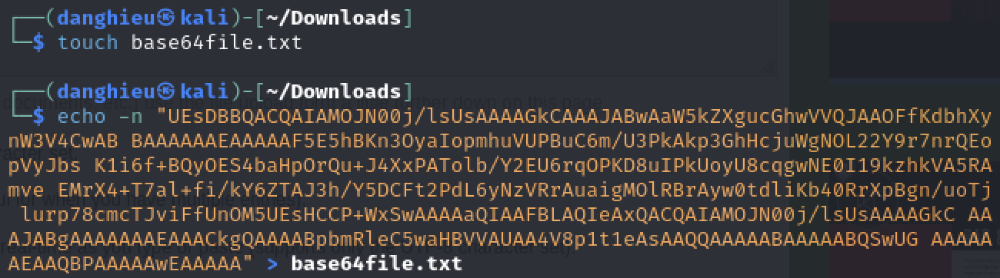 ┌──(danghieu㉿kali)-[~/Downloads]
└─$ touch base64file.txt
┌──(danghieu㉿kali)-[~/Downloads]
└─$ echo -n "UEsDBBQACQAIAMOJN00j/lsUsAAAAGkCAAAJABwAaW5kZXgucGhwVVQJAAOFfKdbhXy
nW3V4CwAB BAAAAAAEAAAAAF5E5hBKn3OyaIopmhuVUPBuC6m/U3PkAkp3GhHcjuWgNOL22Y9r7nrQEo
pVyJbs K1i6f+BQyOES4baHpOrQu+J4XxPATolb/Y2EU6rqOPKD8uIPkUoyU8cqgwNE0I19kzhkVA5RA
mve EMrX4+T7al+fi/kY6ZTAJ3h/Y5DCFt2PdL6yNzVRrAuaigMOlRBrAyw0tdliKb40RrXpBgn/uoTj
lurp78cmcTJviFfUnOM5UEsHCCP+WxSwAAAAaQIAAFBLAQIeAxQACQAIAMOJN00j/lsUsAAAAGkC AA
AJABgAAAAAAAEAAACkgQAAAABpbmRleC5waHBVVAUAA4V8p1t1eAsAAQQAAAAABAAAAABQSwUG AAAAA
AEAAQBPAAAAAwEAAAAA" > base64file.txt